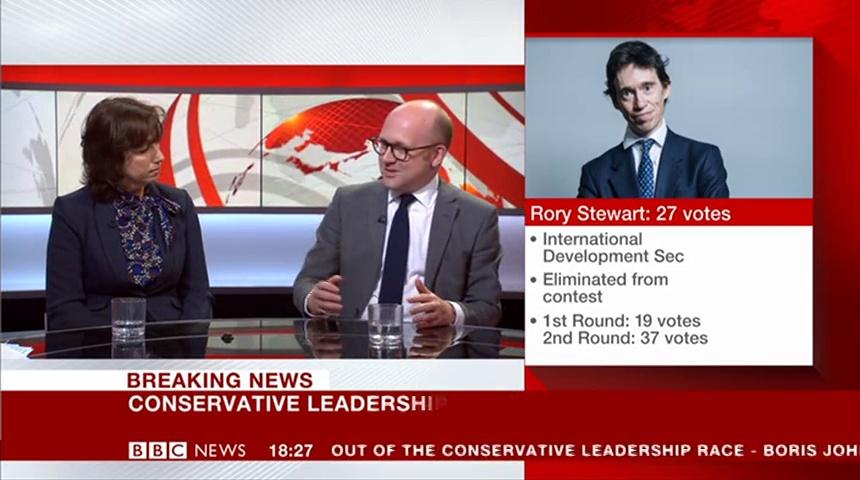 Rory Stewart: 27 votes
• International
Development Sec
• Eliminated from
contest
• 1st Round: 19 votes
2nd Round: 37 votes
BREAKING NEWS
CONSERVATIVE LEADERSHIP
BBC NEWS 18:27 OUT OF THE CONSERVATIVE LEADERSHIP RACE - BORIS JOH